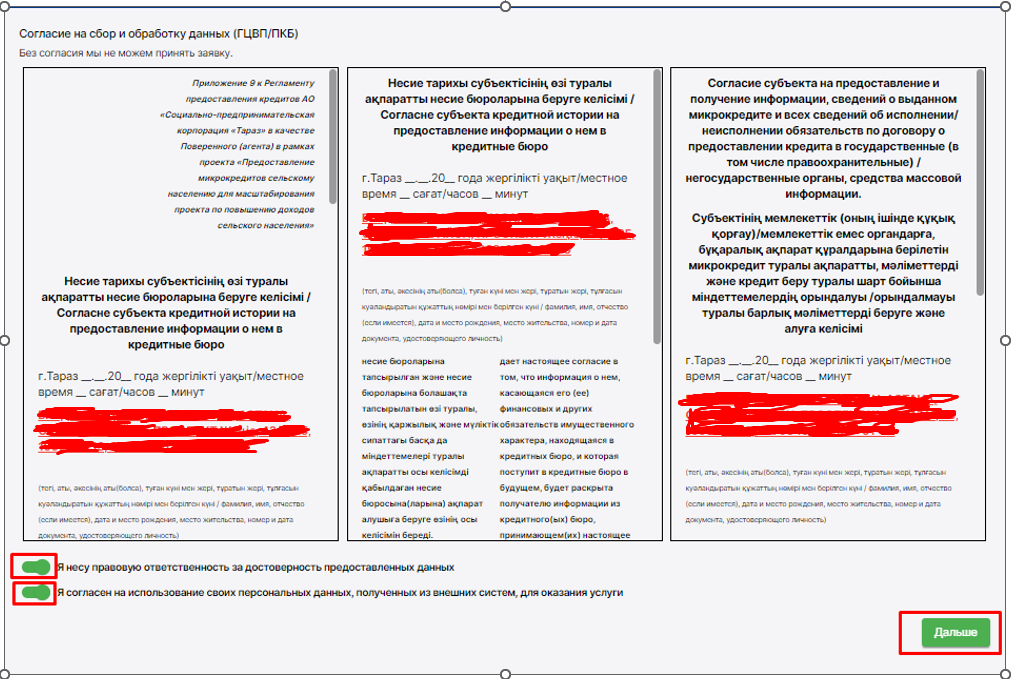 Согласие на сбор и обработку данных (ГЦВП/ПКБ)
Без согласия мы не можем принять заявку.
Приложение 9 к Регламенту
предоставления кредитов АО
«Социально-предпринимательская
корпорация «Тараз» в качестве
Поверенного (агента) в рамках
проекта «Предоставление
микрокредитов сельскому
населению для масштабирования
проекта по повышению доходов
сельского населения»
Несие тарихы субъектісінің өзі туралы
ақпаратты несие бюроларына беруге келісімі /
Согласне субъекта кредитной истории на
предоставление информации о нем в
кредитные бюро
г.Тараз __.__.20__ года жергілікті уақыт/местное
время __ сағат/часов __ минут
(тегі, аты, әкесінің аты(болса), туған күні мен жері, тұратын жері, тұлғасын
куәландыратын құжаттың нөмірі мен берілген күні / фамилия, имя, отчество
(если имеется), дата и место рождения, место жительства, номер и дата
документа, удостоверяющего личность)
Несие тарихы субъектісінің өзі туралы
ақпаратты несие бюроларына беруге келісімі /
Согласне субъекта кредитной истории на
предоставление информации о нем в
кредитные бюро
г.Тараз __.__.20__ года жергілікті уақыт/местное
время __ сағат/часов __ минут
(тегі, аты, әкесінің аты(болса), туған күні мен жері, тұратын жері, тұлғасын
куәландыратын құжаттың нөмірі мен берілген күні / фамилия, имя, отчество
(если имеется), дата и место рождения, место жительства, номер и дата
документа, удостоверяющего личность)
несие бюроларына
тапсырылған және несие
бюроларына болашақта
тапсырылатын өзі туралы,
өзінің қаржылық және мүліктік
сипаттағы басқа да
міндеттемелері туралы
ақпаратты осы келісімді
қабылдаған несие
бюросына(ларына) ақпарат
алушыға беруге өзінің осы
келісімін береді.
дает настоящее согласие в
том, что информация о нем,
касающаяся его (ее)
финансовых и других
обязательств имущественного
характера, находящаяся в
кредитных бюро, и которая
поступит в кредитные бюро в
будущем, будет раскрыта
получателю информации из
кредитного(ых) бюро,
принимающем(их) настоящее
Согласие субъекта на предоставление и
получение информации, сведений о выданном
микрокредите и всех сведений об исполнении/
неисполнении обязательств по договору о
предоставлении кредита в государственные (в
том числе правоохранительные) /
негосударственные органы, средства массовой
информации.
Субъектінің мемлекеттік (оның ішінде құқық
қорғау)/мемлекеттік емес органдарға,
бұқаралық ақпарат құралдарына берілетін
микрокредит туралы ақпаратты, мәліметтерді
және кредит беру туралы шарт бойынша
міндеттемелердің орындалуы /орындалмауы
туралы барлық мәліметтерді беруге және
алуға келісімі
г.Тараз __.__.20__ года жергілікті уақыт/местное
время __ сағат/часов __ минут
(тегі, аты, әкесінің аты(болса), туған күні мен жері, тұратын жері, тұлғасын
куәландыратын құжаттың нөмірі мен берілген күні / фамилия, имя, отчество
(если имеется), дата и место рождения, место жительства, номер и дата
документа, удостоверяющего личность)
Я несу правовую ответственность за достоверность предоставленных данных
Я согласен на использование своих персональных данных, полученных из внешних систем, для оказания услуги
Дальше